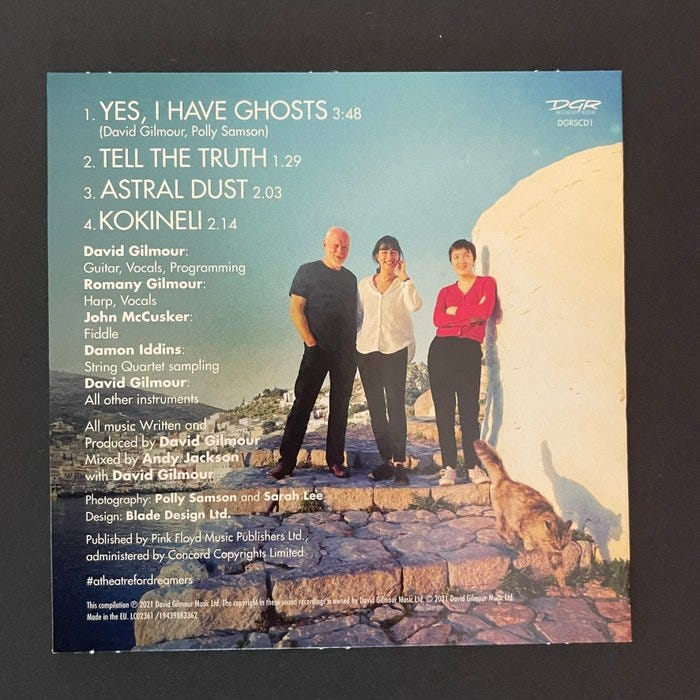 1. YES, I HAVE GHOSTS 3:48
(David Gilmour, Polly Samson)
2. TELL THE TRUTH 1.29
3. ASTRAL DUST 2.03
4. KOKINELI 2.14
DGR
DGRSCD1
David Gilmour:
Guitar, Vocals, Programming
Romany Gilmour:
Harp, Vocals
John McCusker:
Fiddle
Damon Iddins:
String Quartet sampling
David Gilmour:
All other instruments
All music Written and
Produced by David Gilmour
Mixed by Andy Jackson
with David Gilmour
Photography: Polly Samson and Sarah Lee
Design: Blade Design Ltd.
Published by Pink Floyd Music Publishers Ltd.,
administered by Concord Copyrights Limited
#atheatrefordreamers
This compilation ℗ 2021 David Gilmour Music Ltd. The copyright in these sound recordings is owned by David Gilmour Music Ltd. © 2021 David Gilmour Music Ltd.
Made in the EU. LC02361 /19439883362